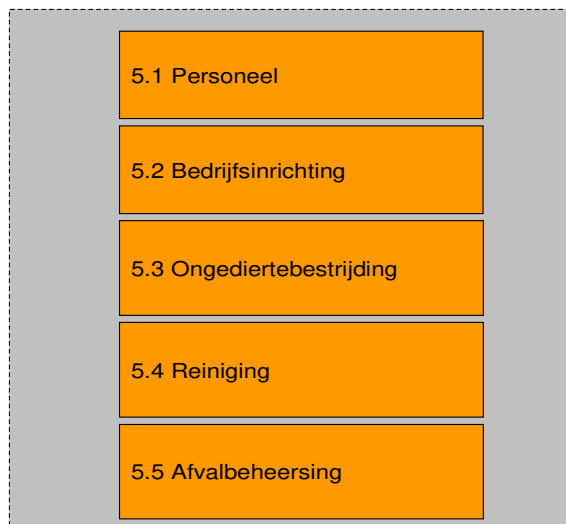 5.1 Personeel
5.2 Bedrijfsinrichting
5.3 Ongediertebestrijding
5.4 Reiniging
5.5 Afvalbeheersing